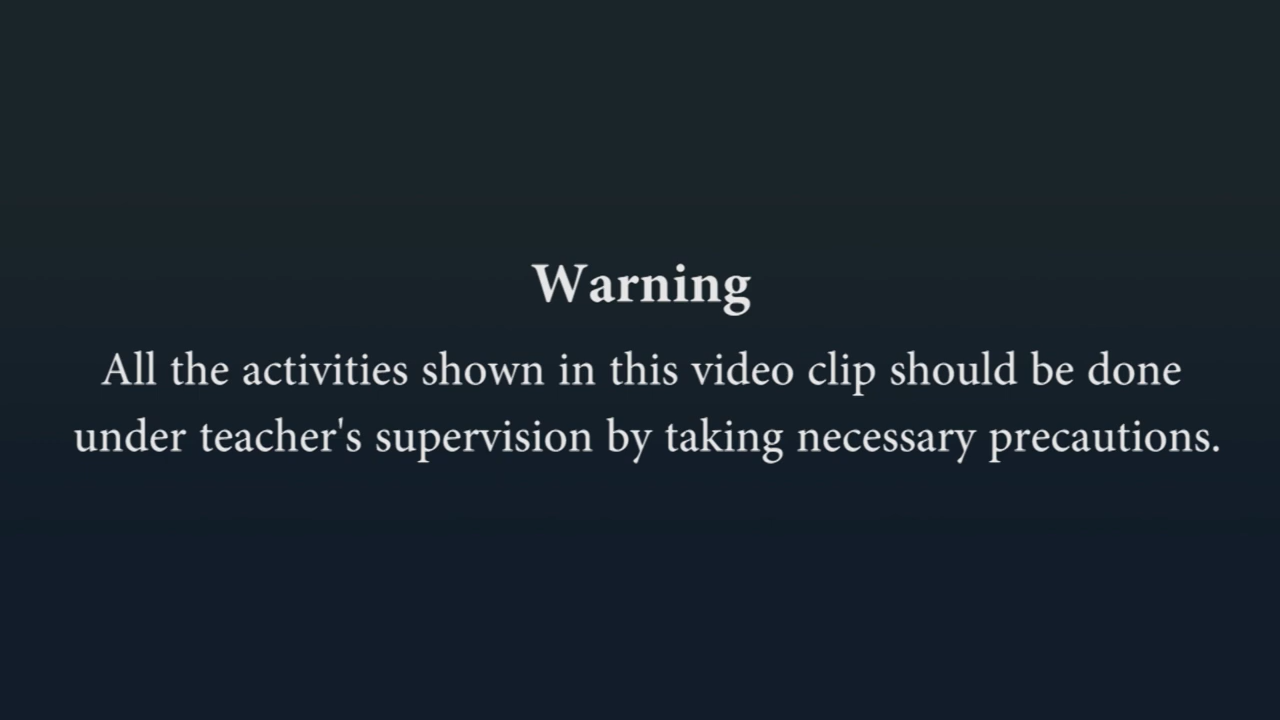 Warning
All the activities shown in this video clip should be done
under teacher's supervision by taking necessary precautions.